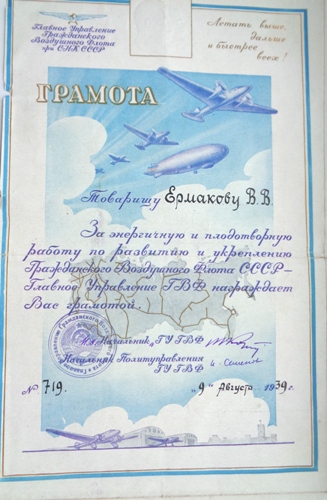 Главное Управление
Гражданского
Воздушного Флота
при СНК СССР
Летать выше,
дальше
и быстрее
всех!
ГРАМОТА
Товарищу Ермакову В.В.
За энергичную и плодотворную
работу по развитию и укреплению
Гражданского Воздушного Флота СССР—
Главное Управление ГВФ награждает
Вас грамотой.
Начальник ГУГВФ
Начальник Политуправления
ГУГВФ
№ 719. "9" Августа 1939г.